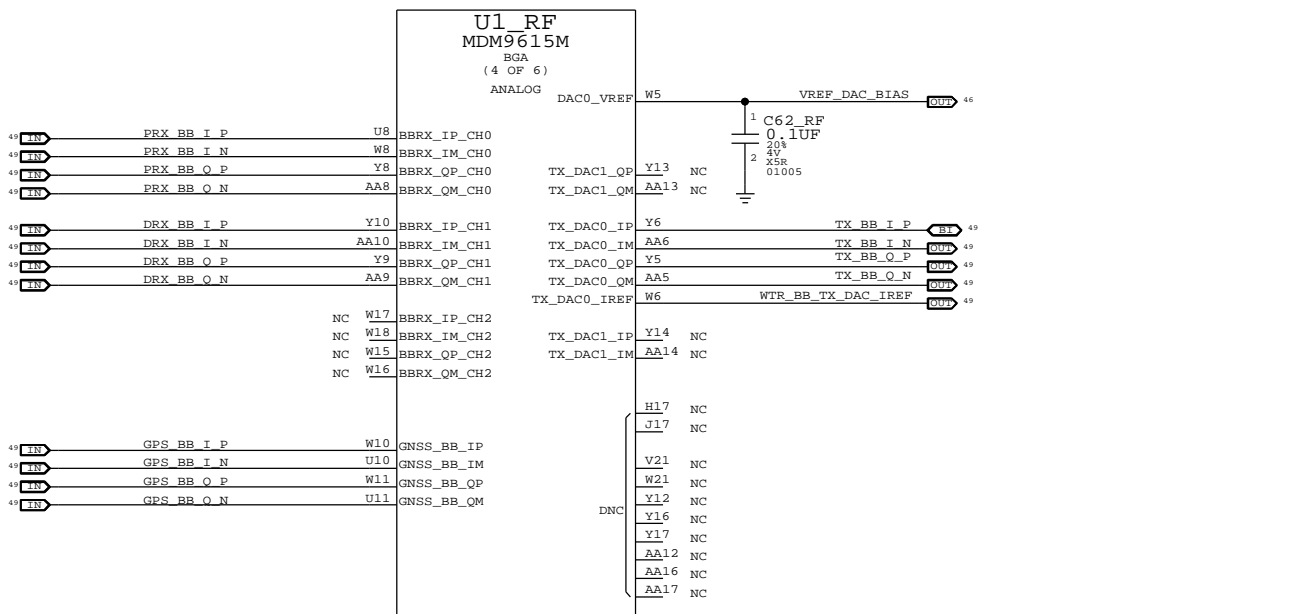 U1_RF
MDM9615M
BGA
(4 OF 6)
ANALOG
DAC0_VREF W5 VREF_DAC_BIAS OUT 46
1 C62_RF
0.1UF
20%
4V
2 X5R
01005
49 IN PRX_BB_I_P U8 BBRX_IP_CH0
49 IN PRX_BB_I_N W8 BBRX_IM_CH0
49 IN PRX_BB_Q_P Y8 BBRX_QP_CH0
49 IN PRX_BB_Q_N AA8 BBRX_QM_CH0
TX_DAC1_QP Y13 NC
TX_DAC1_QM AA13 NC
49 IN DRX_BB_I_P Y10 BBRX_IP_CH1
49 IN DRX_BB_I_N AA10 BBRX_IM_CH1
49 IN DRX_BB_Q_P Y9 BBRX_QP_CH1
49 IN DRX_BB_Q_N AA9 BBRX_QM_CH1
TX_DAC0_IP Y6 TX_BB_I_P BI 49
TX_DAC0_IM AA6 TX_BB_I_N OUT 49
TX_DAC0_QP Y5 TX_BB_Q_P OUT 49
TX_DAC0_QM AA5 TX_BB_Q_N OUT 49
TX_DAC0_IREF W6 WTR_BB_TX_DAC_IREF OUT 49
NC W17 BBRX_IP_CH2
NC W18 BBRX_IM_CH2
NC W15 BBRX_QP_CH2
NC W16 BBRX_QM_CH2
TX_DAC1_IP Y14 NC
TX_DAC1_IM AA14 NC
49 IN GPS_BB_I_P W10 GNSS_BB_IP
49 IN GPS_BB_I_N U10 GNSS_BB_IM
49 IN GPS_BB_Q_P W11 GNSS_BB_QP
49 IN GPS_BB_Q_N U11 GNSS_BB_QM
DNC
H17 NC
J17 NC
V21 NC
W21 NC
Y12 NC
Y16 NC
Y17 NC
AA12 NC
AA16 NC
AA17 NC